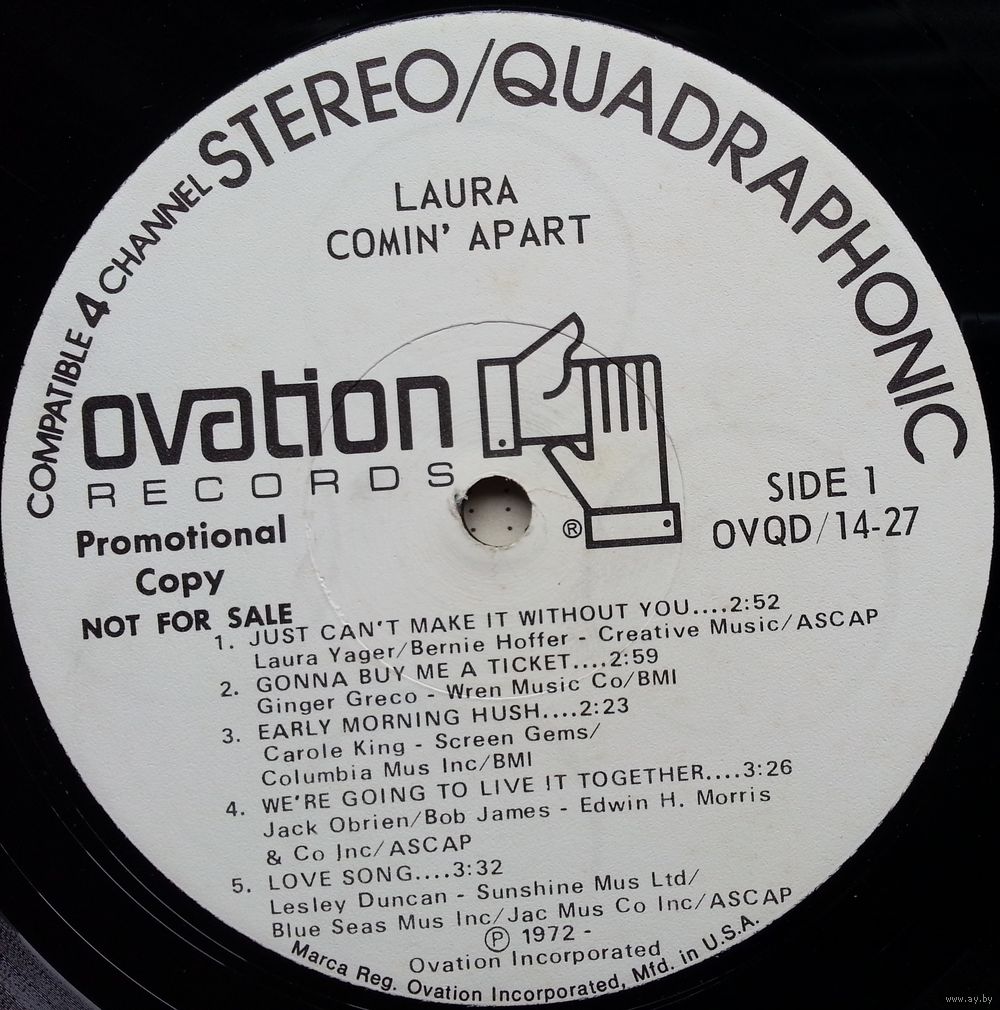 COMPATIBLE 4 CHANNEL STEREO/QUADRAPHONIC
LAURA
COMIN' APART
ovation
RECORDS
®
SIDE 1
OVQD/14-27
Promotional
Copy
NOT FOR SALE
1. JUST CAN'T MAKE IT WITHOUT YOU....2:52
Laura Yager/Bernie Hoffer - Creative Music/ASCAP
2. GONNA BUY ME A TICKET....2:59
Ginger Greco - Wren Music Co/BMI
3. EARLY MORNING HUSH....2:23
Carole King - Screen Gems/
Columbia Mus Inc/BMI
4. WE'RE GOING TO LIVE IT TOGETHER....3:26
Jack Obrien/Bob James - Edwin H. Morris
& Co Inc/ASCAP
5. LOVE SONG....3:32
Lesley Duncan - Sunshine Mus Ltd/
Blue Seas Mus Inc/Jac Mus Co Inc/ASCAP
Ⓟ 1972 -
Ovation Incorporated
Marca Reg. Ovation Incorporated, Mfd. in U.S.A.
www.ay.by